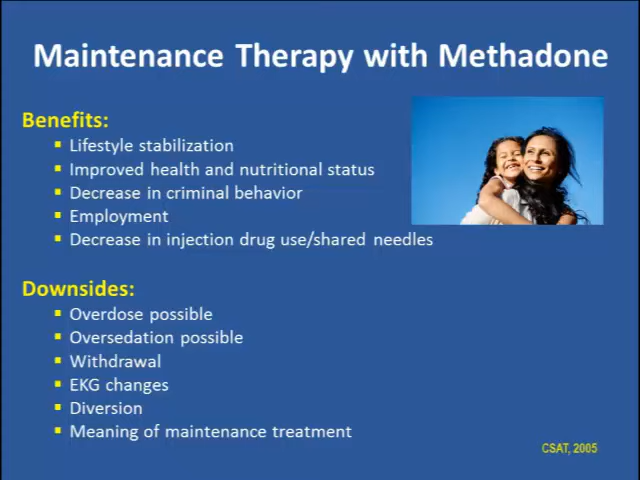 Maintenance Therapy with Methadone
Benefits:
▪ Lifestyle stabilization
▪ Improved health and nutritional status
▪ Decrease in criminal behavior
▪ Employment
▪ Decrease in injection drug use/shared needles
Downsides:
▪ Overdose possible
▪ Oversedation possible
▪ Withdrawal
▪ EKG changes
▪ Diversion
▪ Meaning of maintenance treatment
CSAT, 2005